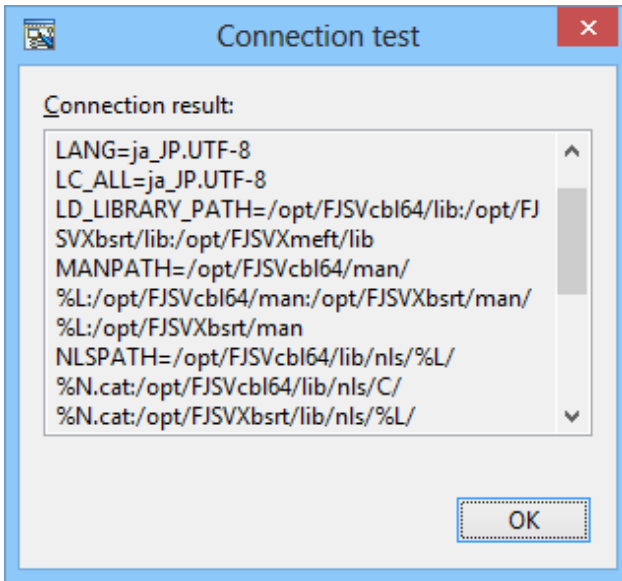 Connection test
Connection result:
LANG=ja_JP.UTF-8
LC_ALL=ja_JP.UTF-8
LD_LIBRARY_PATH=/opt/FJSVcbl64/lib:/opt/FJ
SVXbsrt/lib:/opt/FJSVXmeft/lib
MANPATH=/opt/FJSVcbl64/man/
%L:/opt/FJSVcbl64/man:/opt/FJSVXbsrt/man/
%L:/opt/FJSVXbsrt/man
NLSPATH=/opt/FJSVcbl64/lib/nls/%L/
%N.cat:/opt/FJSVcbl64/lib/nls/C/
%N.cat:/opt/FJSVXbsrt/lib/nls/%L/
OK